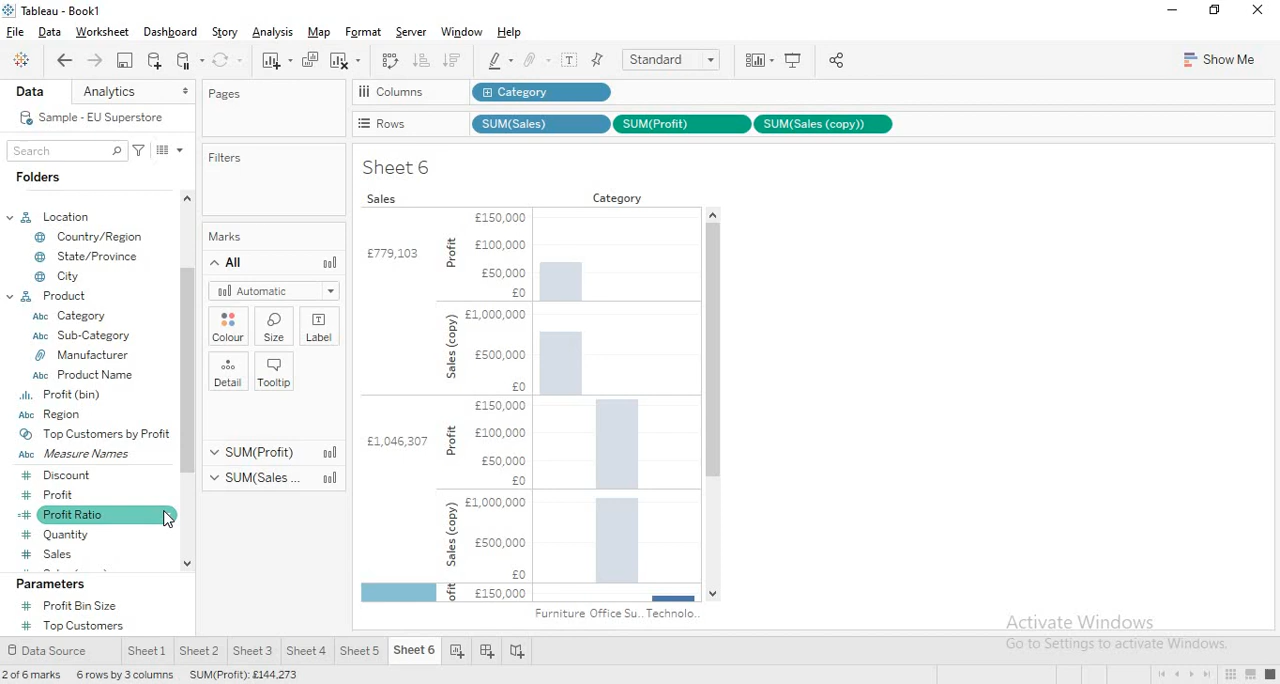 Tableau - Book1
File Data Worksheet Dashboard Story Analysis Map Format Server Window Help
Standard
Show Me
Data Analytics
Sample - EU Superstore
Search
Folders
Location
Country/Region
State/Province
City
Product
Abc Category
Abc Sub-Category
Manufacturer
Abc Product Name
Profit (bin)
Abc Region
Top Customers by Profit
Abc Measure Names
# Discount
# Profit
=# Profit Ratio
# Quantity
# Sales
Parameters
# Profit Bin Size
# Top Customers
Pages
Filters
Marks
All
Automatic
Colour Size Label
Detail Tooltip
SUM(Profit)
SUM(Sales ...
Columns Category
Rows SUM(Sales) SUM(Profit) SUM(Sales (copy))
Sheet 6
Sales Category
£779,103
Profit
£150,000
£100,000
£50,000
£0
Sales (copy)
£1,000,000
£500,000
£0
£1,046,307
Profit
£150,000
£100,000
£50,000
£0
Sales (copy)
£1,000,000
£500,000
£0
£150,000
Furniture Office Su.. Technolo..
Activate Windows
Go to Settings to activate Windows.
Data Source Sheet 1 Sheet 2 Sheet 3 Sheet 4 Sheet 6
2 of 6 marks 6 rows by 3 columns SUM(Profit): £144,273